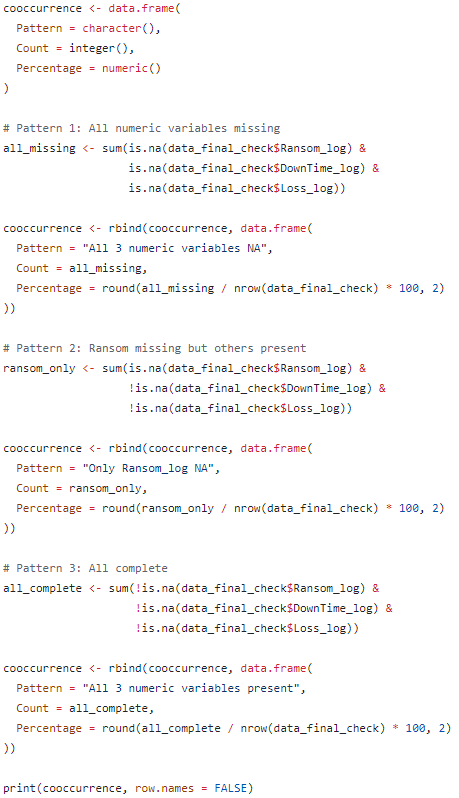 cooccurrence <- data.frame(
  Pattern = character(),
  Count = integer(),
  Percentage = numeric()
)

# Pattern 1: All numeric variables missing
all_missing <- sum(is.na(data_final_check$Ransom_log) &
                   is.na(data_final_check$DownTime_log) &
                   is.na(data_final_check$Loss_log))

cooccurrence <- rbind(cooccurrence, data.frame(
  Pattern = "All 3 numeric variables NA",
  Count = all_missing,
  Percentage = round(all_missing / nrow(data_final_check) * 100, 2)
))

# Pattern 2: Ransom missing but others present
ransom_only <- sum(is.na(data_final_check$Ransom_log) &
                   !is.na(data_final_check$DownTime_log) &
                   !is.na(data_final_check$Loss_log))

cooccurrence <- rbind(cooccurrence, data.frame(
  Pattern = "Only Ransom_log NA",
  Count = ransom_only,
  Percentage = round(ransom_only / nrow(data_final_check) * 100, 2)
))

# Pattern 3: All complete
all_complete <- sum(!is.na(data_final_check$Ransom_log) &
                    !is.na(data_final_check$DownTime_log) &
                    !is.na(data_final_check$Loss_log))

cooccurrence <- rbind(cooccurrence, data.frame(
  Pattern = "All 3 numeric variables present",
  Count = all_complete,
  Percentage = round(all_complete / nrow(data_final_check) * 100, 2)
))

print(cooccurrence, row.names = FALSE)